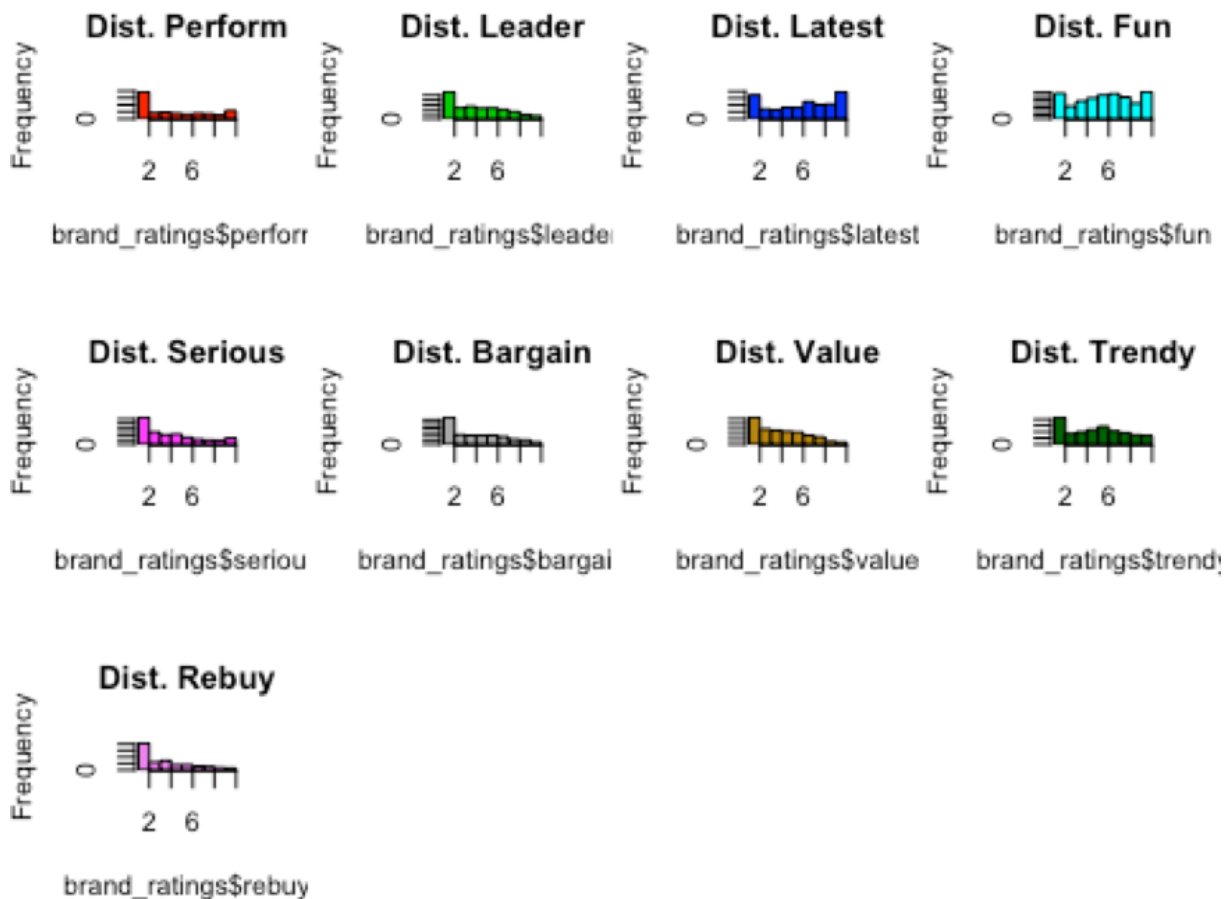 Dist. Perform
Frequency
0
2 6
brand_ratings$perforr
Dist. Leader
Frequency
0
2 6
brand_ratings$leade
Dist. Latest
Frequency
0
2 6
brand_ratings$latest
Dist. Fun
Frequency
0
2 6
brand_ratings$fun
Dist. Serious
Frequency
0
2 6
brand_ratings$seriou
Dist. Bargain
Frequency
0
2 6
brand_ratings$bargai
Dist. Value
Frequency
0
2 6
brand_ratings$value
Dist. Trendy
Frequency
0
2 6
brand_ratings$trendy
Dist. Rebuy
Frequency
0
2 6
brand_ratings$rebuy